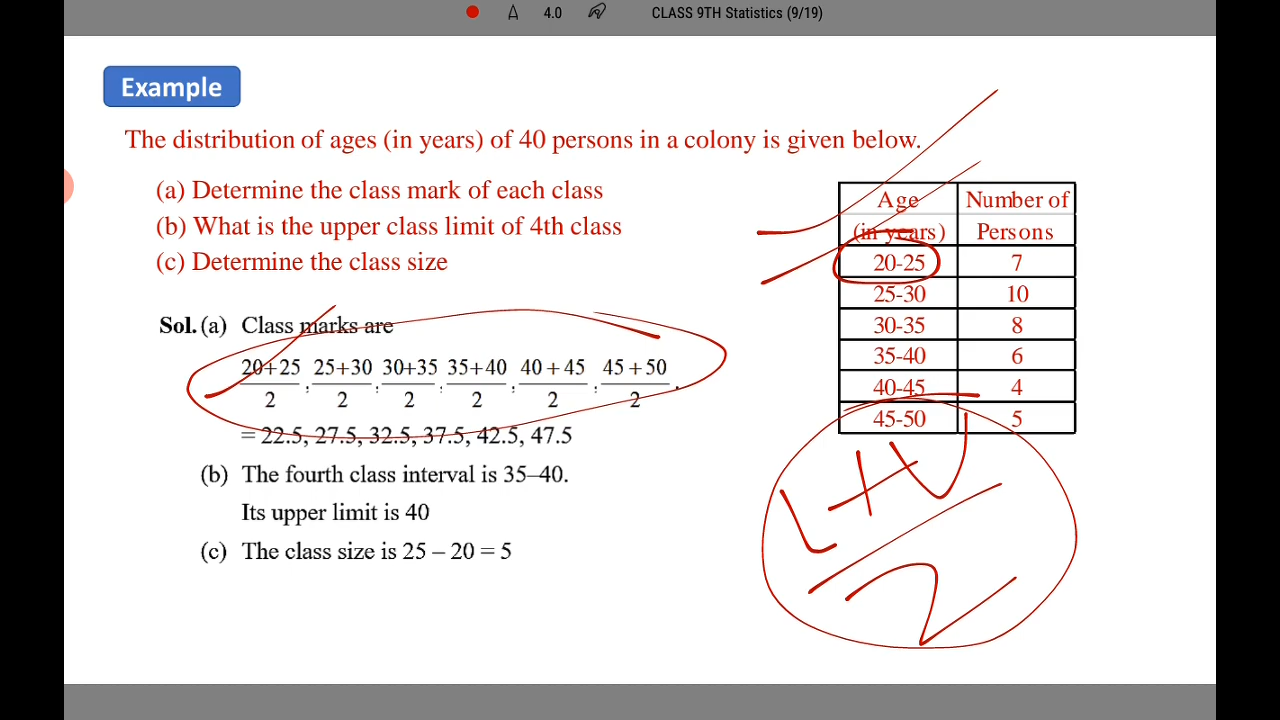 4.0 CLASS 9TH Statistics (9/19)
Example
The distribution of ages (in years) of 40 persons in a colony is given below.
(a) Determine the class mark of each class
(b) What is the upper class limit of 4th class
(c) Determine the class size
Age Number of
(in years) Persons
20-25 7
25-30 10
30-35 8
35-40 6
40-45 4
45-50 5
Sol. (a) Class marks are
20+25/2, 25+30/2, 30+35/2, 35+40/2, 40+45/2, 45+50/2.
= 22.5, 27.5, 32.5, 37.5, 42.5, 47.5
(b) The fourth class interval is 35–40.
Its upper limit is 40
(c) The class size is 25 – 20 = 5
L+U
2